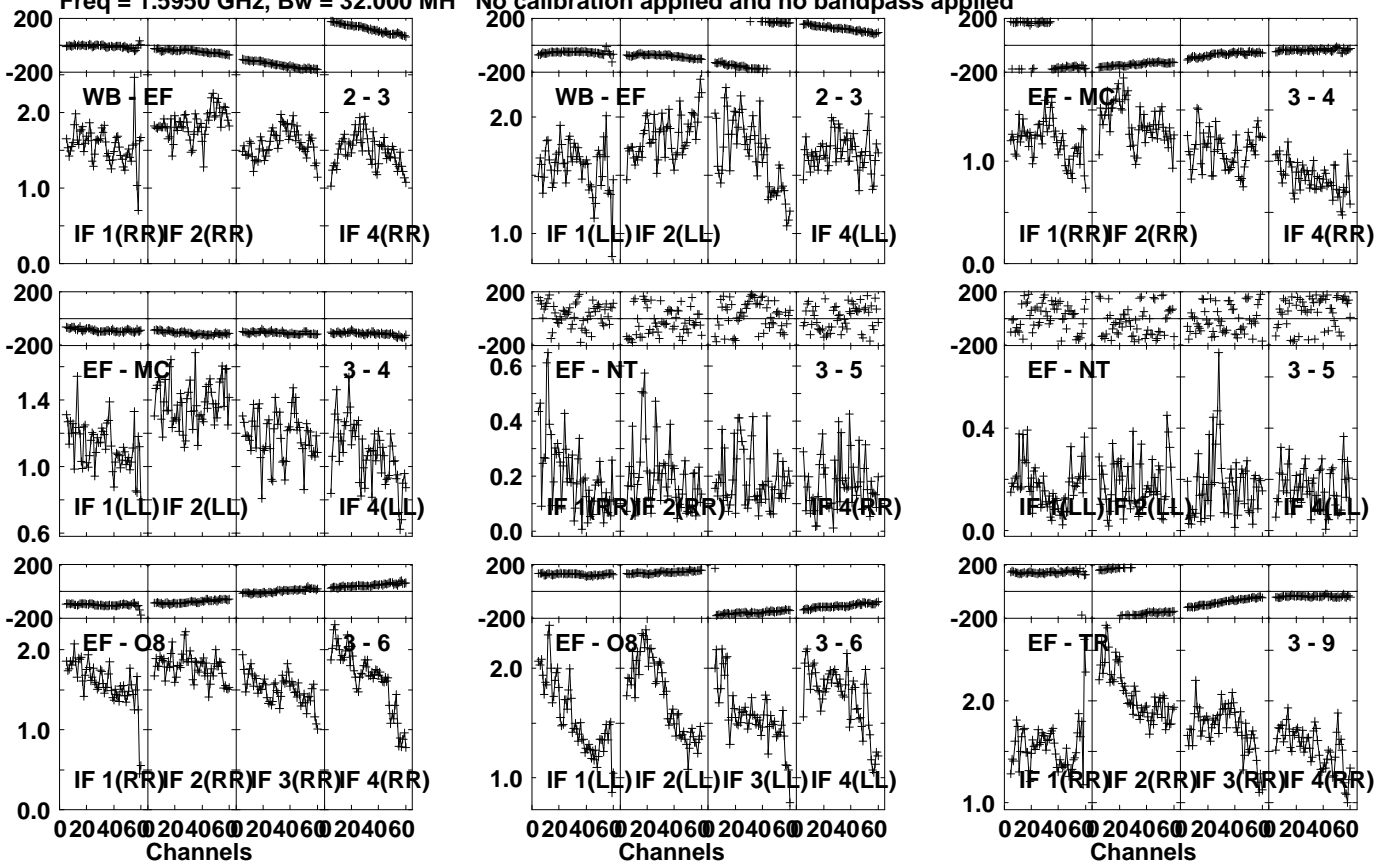 Freq = 1.5950 GHz, Bw = 32.000 MH No calibration applied and no bandpass applied
200 200 200
-200 -200 -200
WB - EF 2 - 3 WB - EF 2 - 3 EF - MC 3 - 4
2.0 2.0
1.0 1.0
IF 1(RR) IF 2(RR) IF 4(RR) IF 1(LL) IF 2(LL) IF 4(LL) IF 1(RR) IF 2(RR) IF 4(RR)
1.0
0.0 0.0
200 200 200
-200 -200 -200
EF - MC 3 - 4 EF - NT 3 - 5 EF - NT 3 - 5
0.6
1.4 0.4 0.4
1.0 0.2
IF 1(LL) IF 2(LL) IF 4(LL) IF 1(RR) IF 2(RR) IF 4(RR) IF 1(LL) IF 2(LL) IF 4(LL)
0.6 0.0 0.0
200 200 200
-200 -200 -200
EF - O8 3 - 6 EF - O8 3 - 6 EF - TR 3 - 9
2.0 2.0 2.0
1.0 1.0
IF 1(RR) IF 2(RR) IF 3(RR) IF 4(RR) IF 1(LL) IF 2(LL) IF 3(LL) IF 4(LL) IF 1(RR) IF 2(RR) IF 3(RR) IF 4(RR)
0.0 1.0
0 20 40 60 0 20 40 60 0 20 40 60 0 20 40 60 0 20 40 60 0 20 40 60 0 20 40 60 0 20 40 60 0 20 40 60 0 20 40 60 0 20 40 60 0 20 40 60
Channels Channels Channels